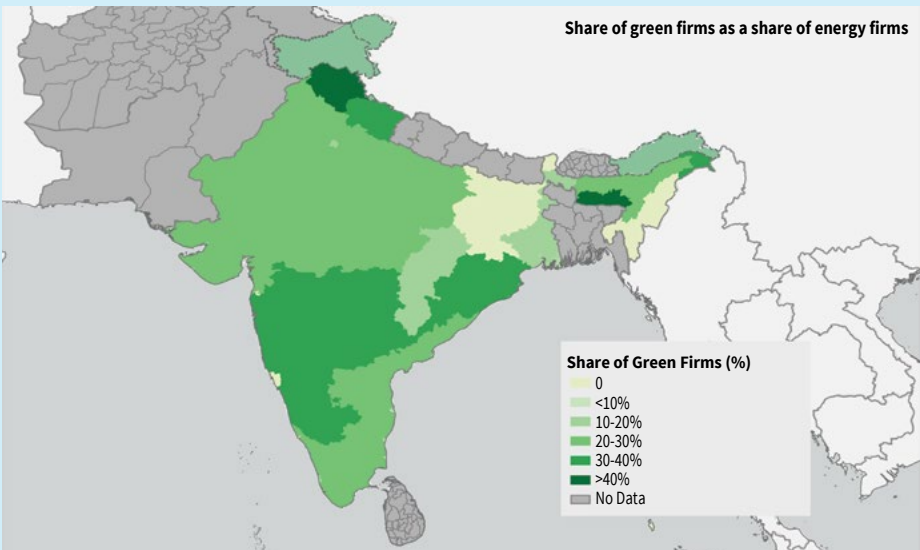 Share of green firms as a share of energy firms
Share of Green Firms (%)
0
<10%
10-20%
20-30%
30-40%
>40%
No Data